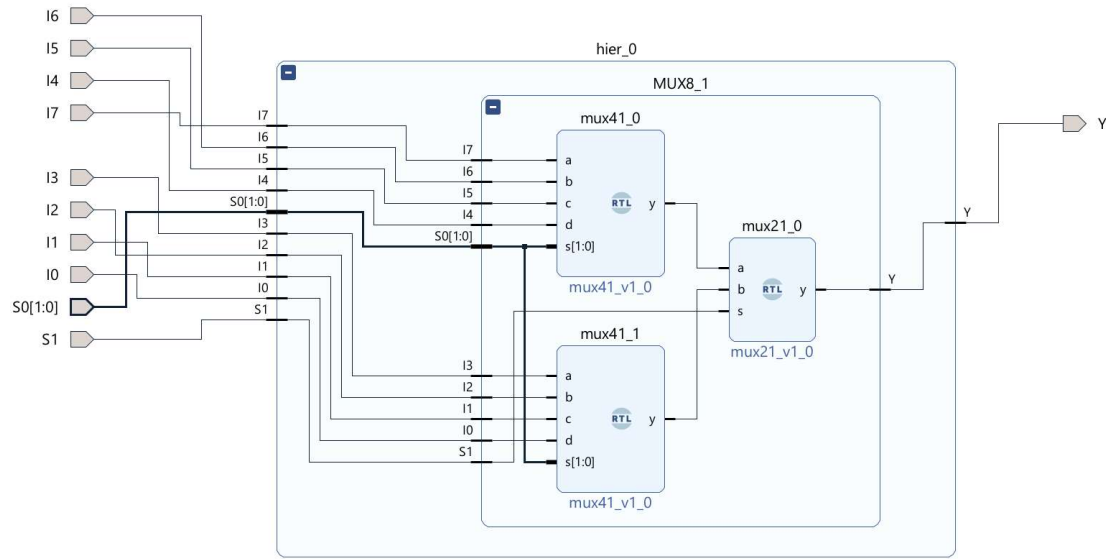 I6
I5
I4
I7
I3
I2
I1
I0
S0[1:0]
S1
hier_0
I7
I6
I5
I4
S0[1:0]
I3
I2
I1
I0
S1
MUX8_1
I7
I6
I5
I4
S0[1:0]
I3
I2
I1
I0
S1
mux41_0
a
b
c
d
s[1:0]
RTL
y
mux41_v1_0
mux41_1
a
b
c
d
s[1:0]
RTL
y
mux41_v1_0
mux21_0
a
b
s
RTL
y
mux21_v1_0
Y
Y
Y